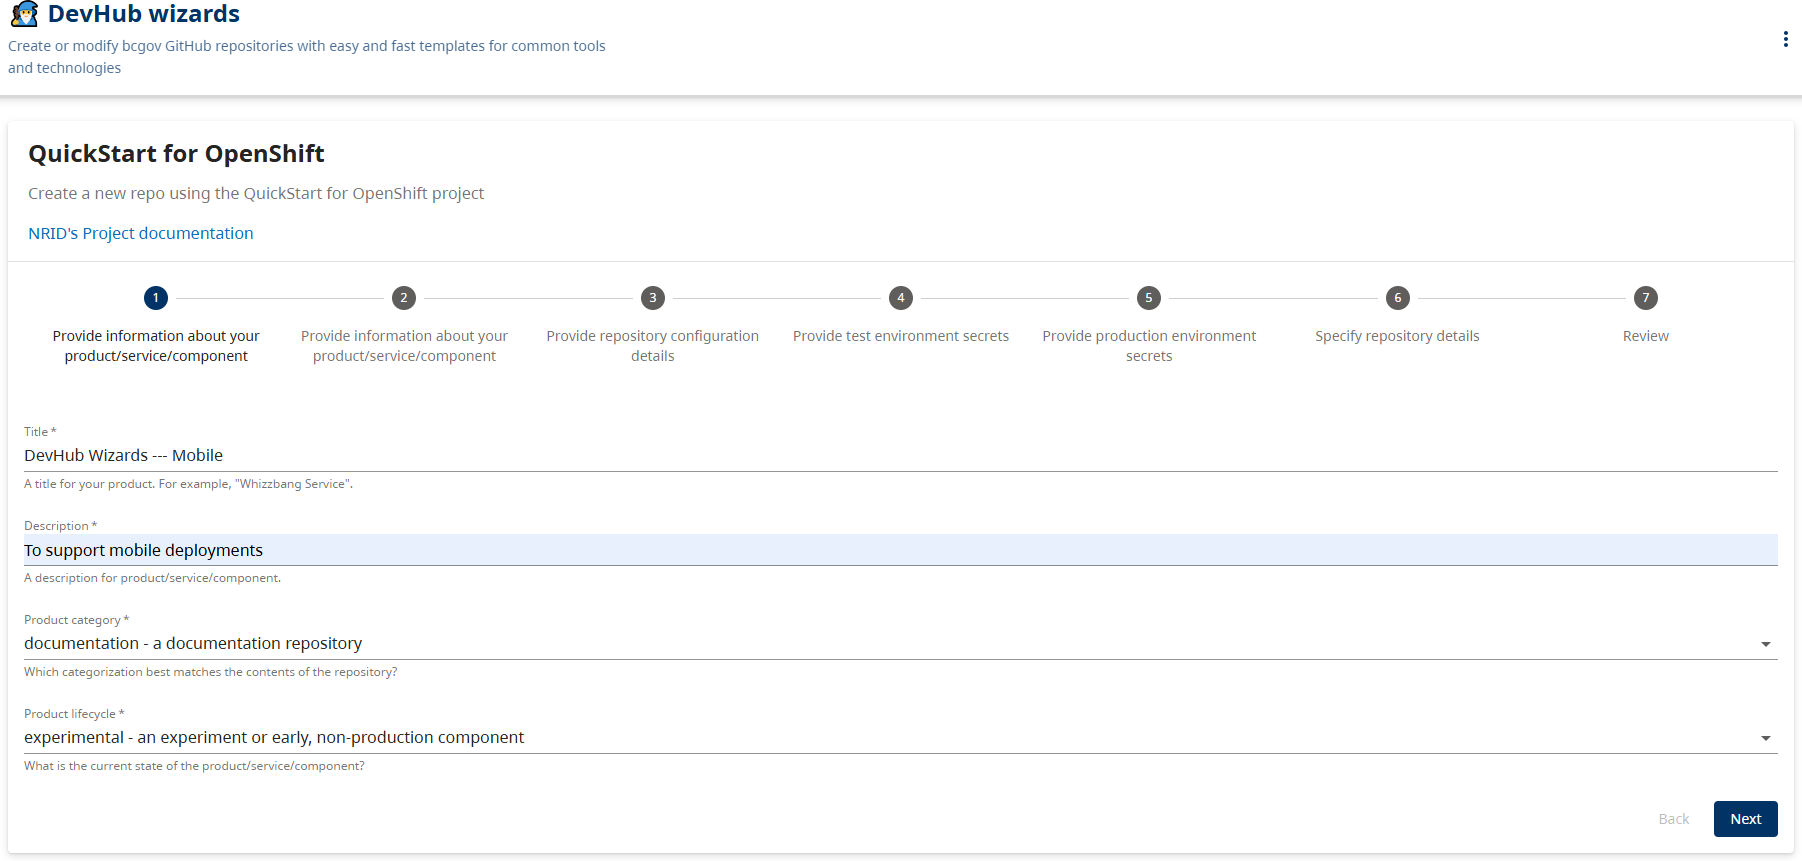 DevHub wizards
Create or modify bcgov GitHub repositories with easy and fast templates for common tools
and technologies
QuickStart for OpenShift
Create a new repo using the QuickStart for OpenShift project
NRID's Project documentation
1
Provide information about your
product/service/component
2
Provide information about your
product/service/component
3
Provide repository configuration
details
4
Provide test environment secrets
5
Provide production environment
secrets
6
Specify repository details
7
Review
Title *
DevHub Wizards --- Mobile
A title for your product. For example, "Whizzbang Service".
Description *
To support mobile deployments
A description for product/service/component.
Product category *
documentation - a documentation repository
Which categorization best matches the contents of the repository?
Product lifecycle *
experimental - an experiment or early, non-production component
What is the current state of the product/service/component?
Back
Next